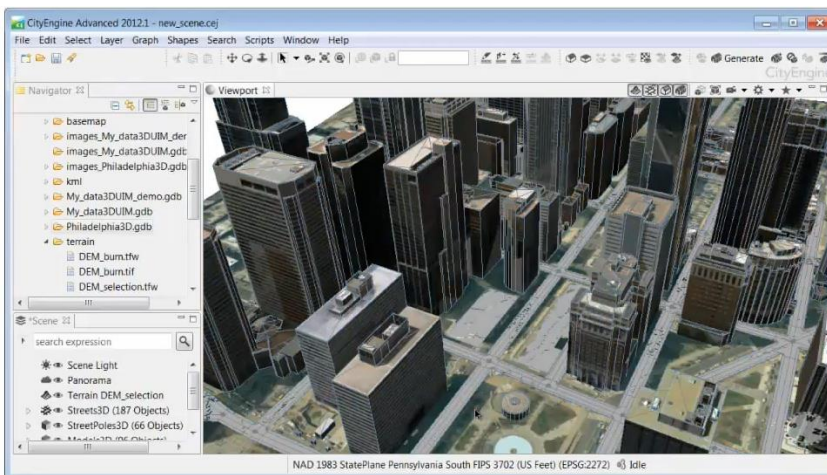 CityEngine Advanced 2012.1 - new_scene.cej
File Edit Select Layer Graph Shapes Search Scripts Window Help
Generate
CityEngine
Navigator
Viewport
basemap
images_My_data3DUIM_der
images_My_data3DUIM.gdb
images_Philadelphia3D.gdb
kml
My_data3DUIM_demo.gdb
My_data3DUIM.gdb
Philadelphia3D.gdb
terrain
DEM_burn.tfw
DEM_burn.tif
DEM_selection.tfw
*Scene
search expression
Scene Light
Panorama
Terrain DEM_selection
Streets3D (187 Objects)
StreetPoles3D (66 Objects)
NAD 1983 StatePlane Pennsylvania South FIPS 3702 (US Feet) (EPSG:2272)
Idle